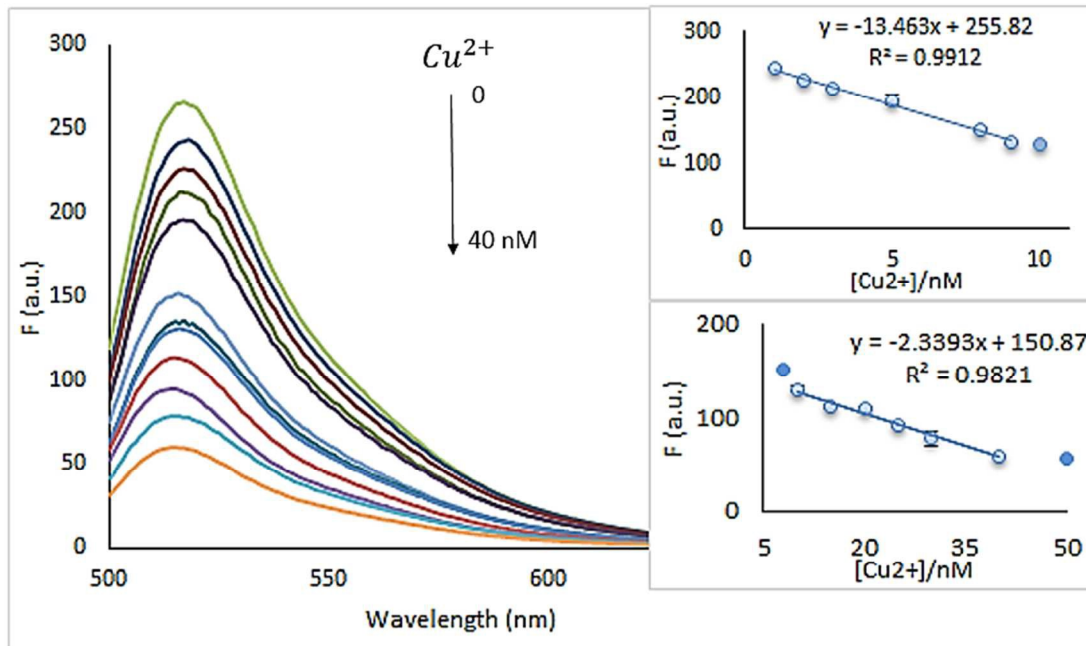 300
250
200
150
100
50
0
F (a.u.)
500
550
600
Wavelength (nm)
Cu²⁺
0
40 nM
y = -13.463x + 255.82
R² = 0.9912
300
200
100
0
F (a.u.)
0
5
10
[Cu2+]/nM
y = -2.3393x + 150.87
R² = 0.9821
200
100
0
F (a.u.)
5
20
35
50
[Cu2+]/nM